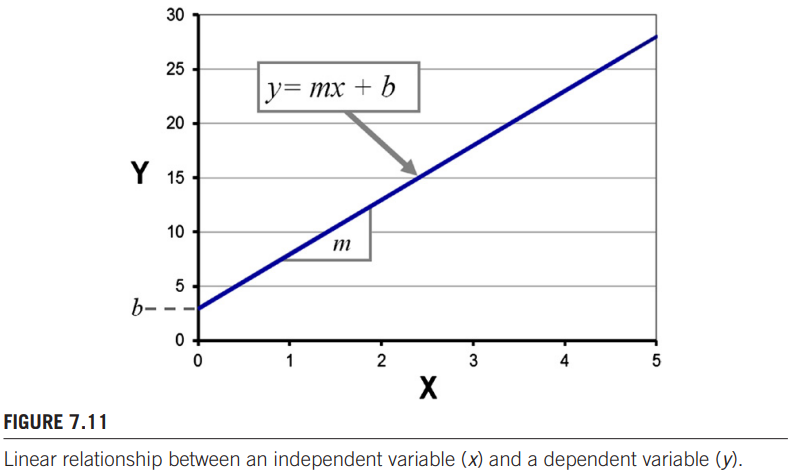 30
25
y= mx + b
20
Y
15
10
m
5
b
0
0 1 2 3 4 5
X
FIGURE 7.11
Linear relationship between an independent variable (x) and a dependent variable (y).